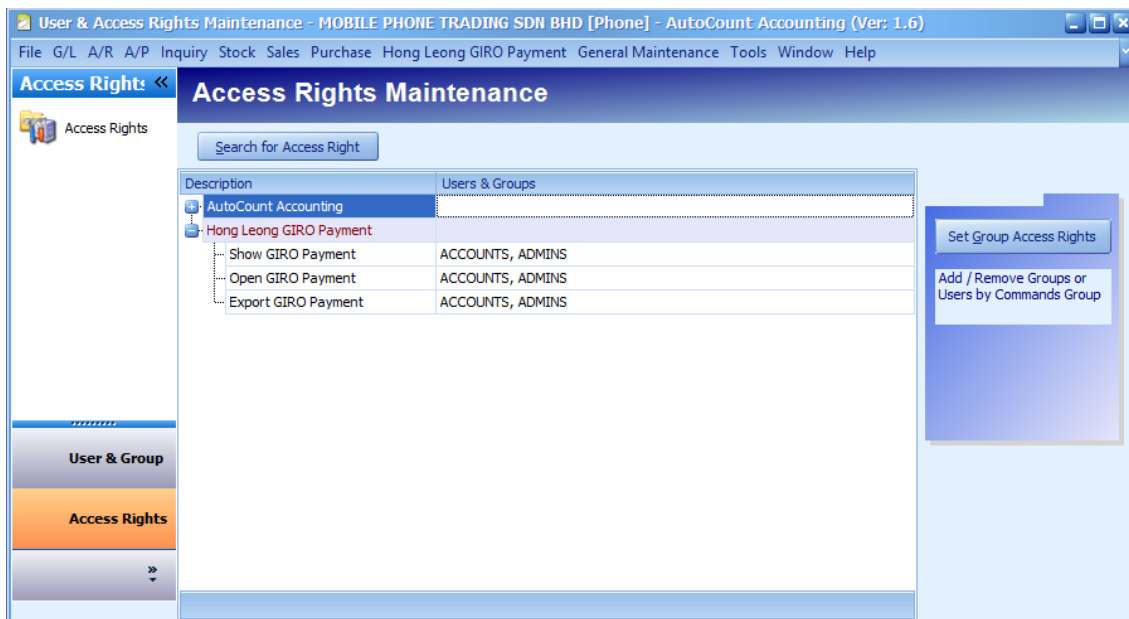 User & Access Rights Maintenance - MOBILE PHONE TRADING SDN BHD [Phone] - AutoCount Accounting (Ver: 1.6)
File G/L A/R A/P Inquiry Stock Sales Purchase Hong Leong GIRO Payment General Maintenance Tools Window Help
Access Rights «
Access Rights Maintenance
Access Rights
Search for Access Right
Description Users & Groups
AutoCount Accounting
Hong Leong GIRO Payment
Show GIRO Payment ACCOUNTS, ADMINS
Open GIRO Payment ACCOUNTS, ADMINS
Export GIRO Payment ACCOUNTS, ADMINS
Set Group Access Rights
Add / Remove Groups or
Users by Commands Group
User & Group
Access Rights
»